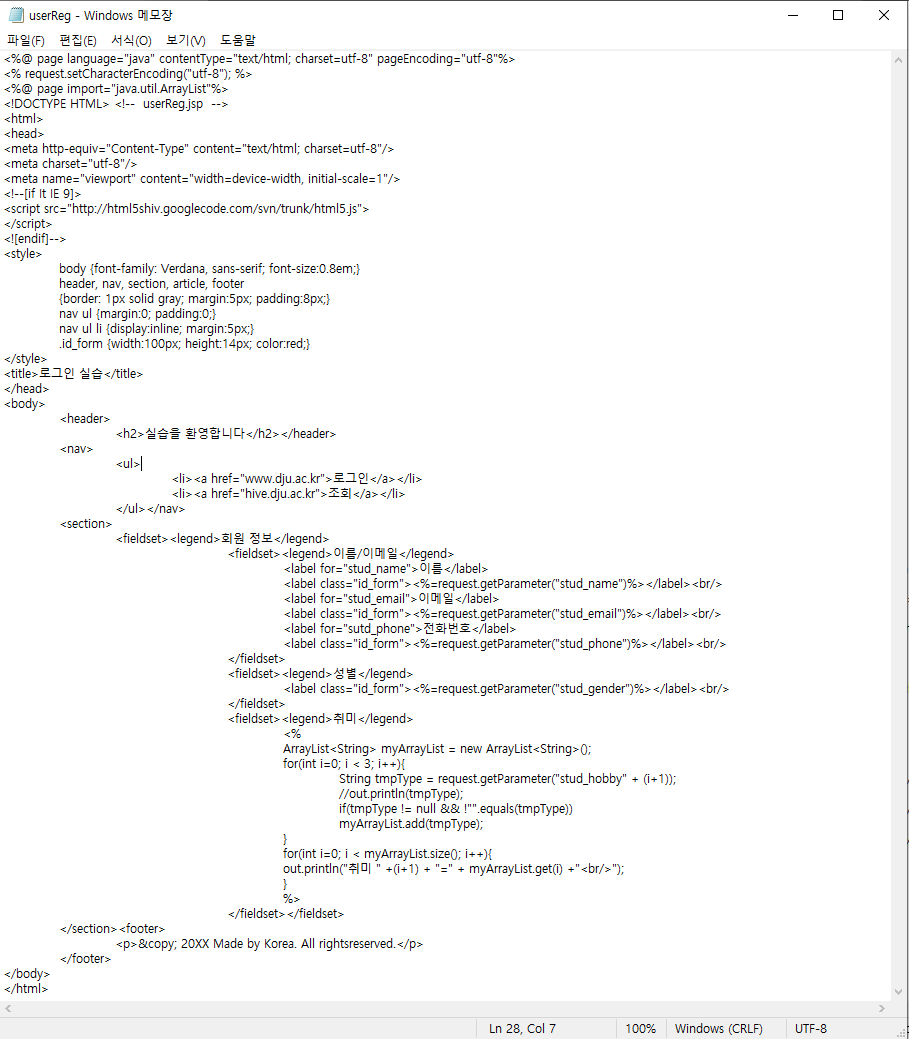 userReg - Windows 메모장
파일(F) 편집(E) 서식(O) 보기(V) 도움말
<%@ page language="java" contentType="text/html; charset=utf-8" pageEncoding="utf-8"%>
<% request.setCharacterEncoding("utf-8"); %>
<%@ page import="java.util.ArrayList"%>
<!DOCTYPE HTML> <!-- userReg.jsp -->
<html>
<head>
<meta http-equiv="Content-Type" content="text/html; charset=utf-8"/>
<meta charset="utf-8"/>
<meta name="viewport" content="width=device-width, initial-scale=1"/>
<!--[if lt IE 9]>
<script src="http://html5shiv.googlecode.com/svn/trunk/html5.js">
</script>
<![endif]-->
<style>
body {font-family: Verdana, sans-serif; font-size:0.8em;}
header, nav, section, article, footer
{border: 1px solid gray; margin:5px; padding:8px;}
nav ul {margin:0; padding:0;}
nav ul li {display:inline; margin:5px;}
.id_form {width:100px; height:14px; color:red;}
</style>
<title>로그인 실습</title>
</head>
<body>
<header>
<h2>실습을 환영합니다</h2></header>
<nav>
<ul>
<li><a href="www.dju.ac.kr">로그인</a></li>
<li><a href="hive.dju.ac.kr">조회</a></li>
</ul></nav>
<section>
<fieldset><legend>회원 정보</legend>
<fieldset><legend>이름/이메일</legend>
<label for="stud_name">이름</label>
<label class="id_form"><%=request.getParameter("stud_name")%></label><br/>
<label for="stud_email">이메일</label>
<label class="id_form"><%=request.getParameter("stud_email")%></label><br/>
<label for="sutd_phone">전화번호</label>
<label class="id_form"><%=request.getParameter("stud_phone")%></label><br/>
</fieldset>
<fieldset><legend>성별</legend>
<label class="id_form"><%=request.getParameter("stud_gender")%></label><br/>
</fieldset>
<fieldset><legend>취미</legend>
<%
ArrayList<String> myArrayList = new ArrayList<String>();
for(int i=0; i < 3; i++){
String tmpType = request.getParameter("stud_hobby" + (i+1));
//out.println(tmpType);
if(tmpType != null && !"".equals(tmpType))
myArrayList.add(tmpType);
}
for(int i=0; i < myArrayList.size(); i++){
out.println("취미 " +(i+1) + "=" + myArrayList.get(i) +"<br/>");
}
%>
</fieldset></fieldset>
</section><footer>
<p>&copy; 20XX Made by Korea. All rightsreserved.</p>
</footer>
</body>
</html>
Ln 28, Col 7 100% Windows (CRLF) UTF-8